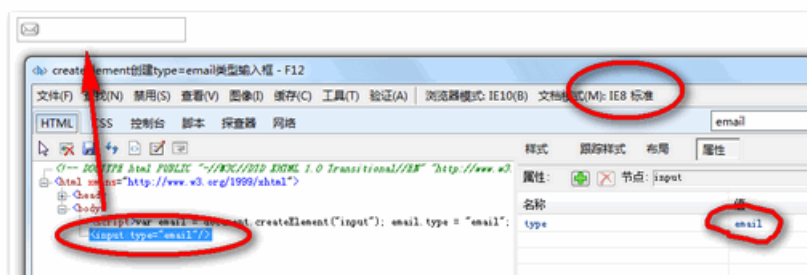 createElement创建type=email类型输入框 - F12
文件(F) 查找(N) 禁用(S) 查看(V) 图像(I) 缓存(C) 工具(T) 验证(A) 浏览器模式: IE10(B) 文档模式(M): IE8 标准
HTML CSS 控制台 脚本 探查器 网络
email
样式 跟踪样式 布局 属性
<!-- DOCTYPE html PUBLIC "-//W3C//DTD XHTML 1.0 Transitional//EN" "http://www.w3.
属性: 节点: input
<html xmlns="http://www.w3.org/1999/xhtml">
<head
名称 值
<body
script>var email = document.createElement("input"); email.type = "email";
type email
<input type="email"/>